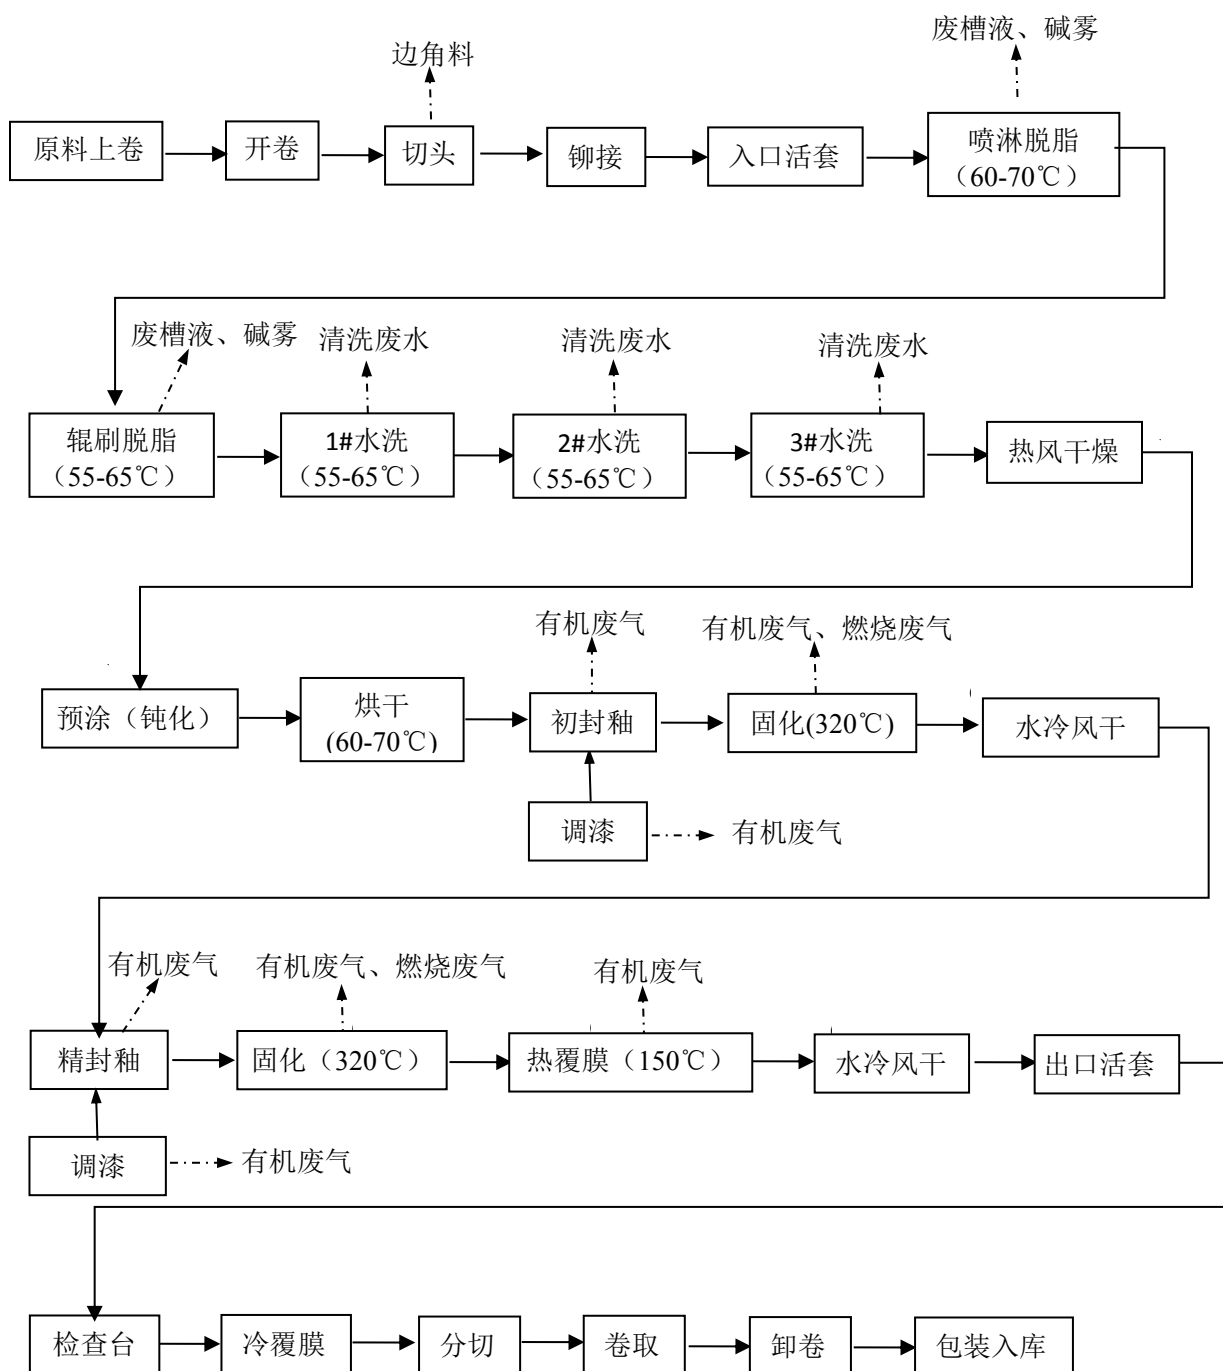 废槽液、碱雾
边角料
原料上卷
开卷
切头
铆接
入口活套
喷淋脱脂
（60-70℃）
废槽液、碱雾
清洗废水
清洗废水
清洗废水
辊刷脱脂
（55-65℃）
1#水洗
（55-65℃）
2#水洗
（55-65℃）
3#水洗
（55-65℃）
热风干燥
有机废气
有机废气、燃烧废气
预涂（钝化）
烘干
(60-70℃)
初封釉
固化(320℃)
水冷风干
调漆
有机废气
有机废气
有机废气、燃烧废气
有机废气
精封釉
固化（320℃）
热覆膜（150℃）
水冷风干
出口活套
调漆
有机废气
检查台
冷覆膜
分切
卷取
卸卷
包装入库